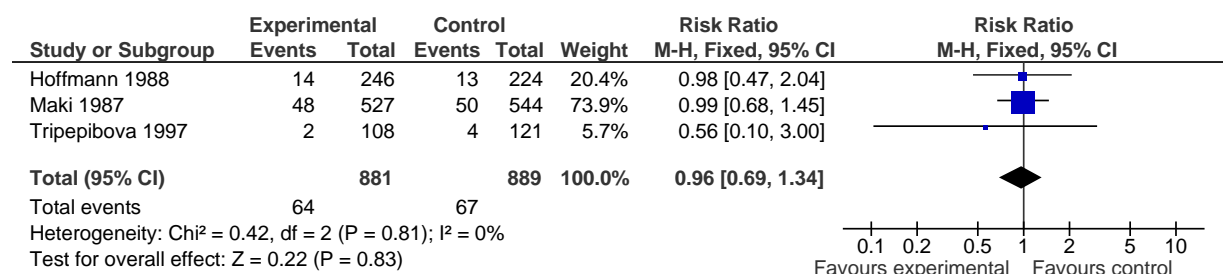 Experimental Control Risk Ratio Risk Ratio
Study or Subgroup Events Total Events Total Weight M-H, Fixed, 95% CI M-H, Fixed, 95% CI
Hoffmann 1988 14 246 13 224 20.4% 0.98 [0.47, 2.04]
Maki 1987 48 527 50 544 73.9% 0.99 [0.68, 1.45]
Tripepibova 1997 2 108 4 121 5.7% 0.56 [0.10, 3.00]
Total (95% CI) 881 889 100.0% 0.96 [0.69, 1.34]
Total events 64 67
Heterogeneity: Chi² = 0.42, df = 2 (P = 0.81); I² = 0%
Test for overall effect: Z = 0.22 (P = 0.83)
0.1 0.2 0.5 1 2 5 10
Favours experimental Favours control